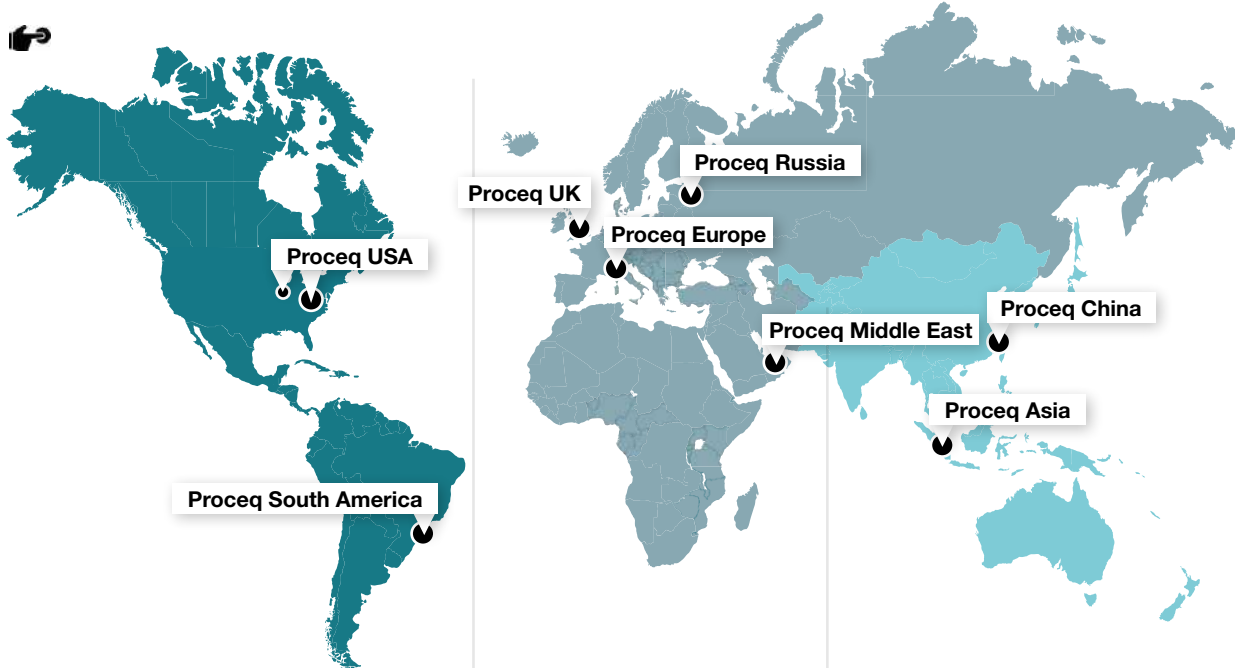 Proceq Russia
Proceq UK
Proceq Europe
Proceq USA
Proceq China
Proceq Middle East
Proceq Asia
Proceq South America